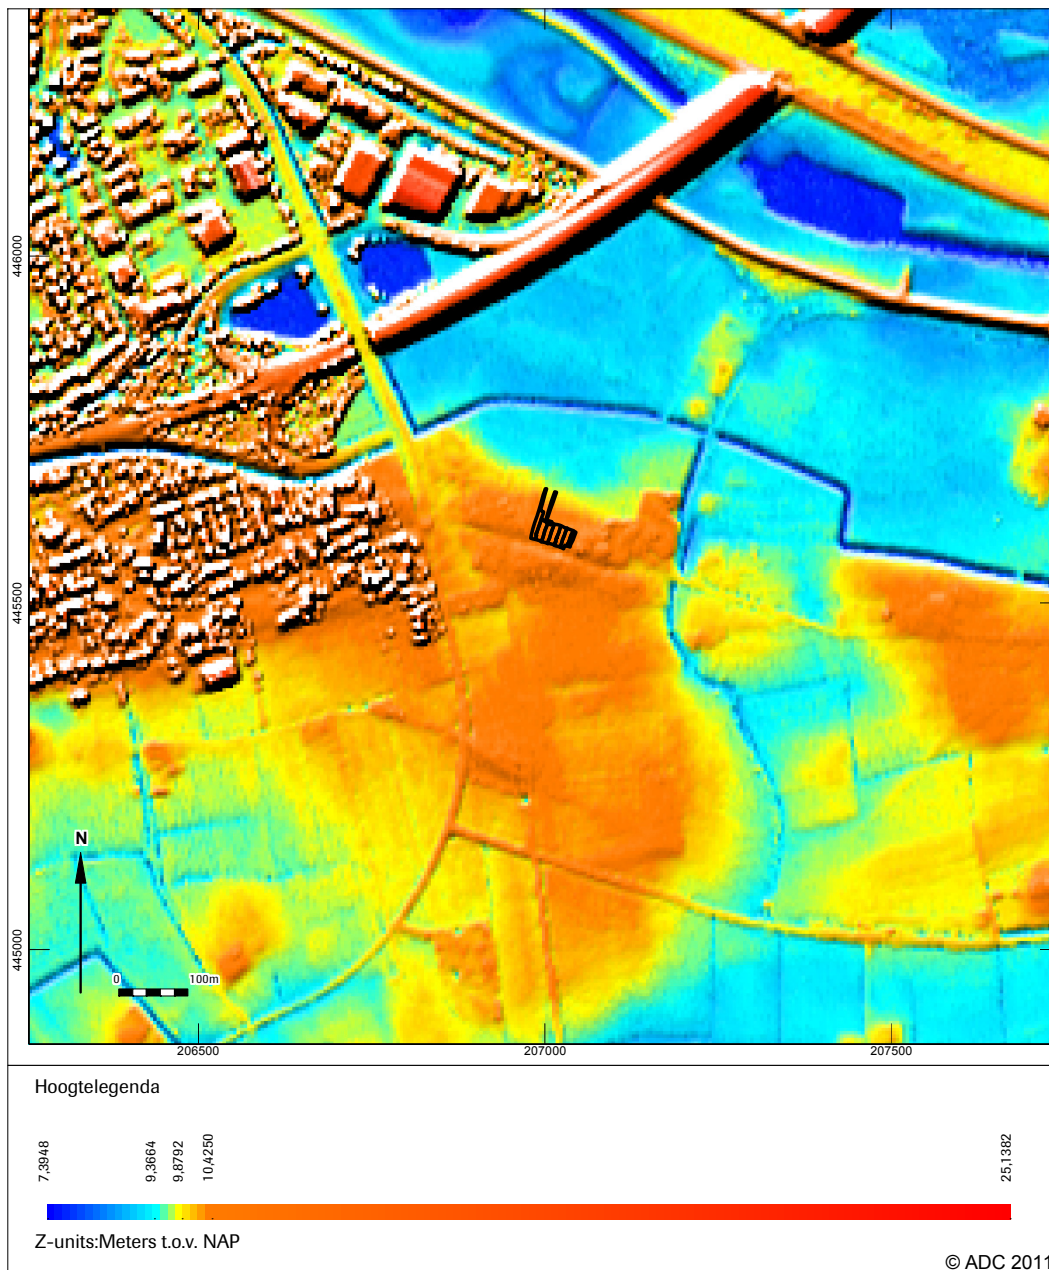 446000
445500
445000
N
0 100m
206500 207000 207500
Hoogtelegenda
7,3948 9,3664 9,8792 10,4250 25,1382
Z-units:Meters t.o.v. NAP
© ADC 2011